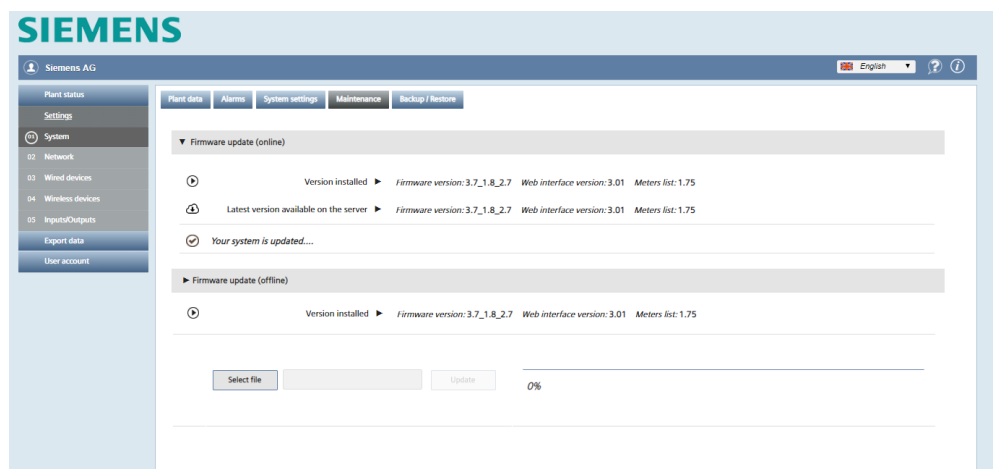 SIEMENS
Siemens AG
English
Plant status
Settings
01 System
02 Network
03 Wired devices
04 Wireless devices
05 Inputs/Outputs
Export data
User account
Plant data Alarms System settings Maintenance Backup / Restore
▼ Firmware update (online)
Version installed ► Firmware version: 3.7_1.8_2.7 Web interface version: 3.01 Meters list: 1.75
Latest version available on the server ► Firmware version: 3.7_1.8_2.7 Web interface version: 3.01 Meters list: 1.75
Your system is updated....
► Firmware update (offline)
Version installed ► Firmware version: 3.7_1.8_2.7 Web interface version: 3.01 Meters list: 1.75
Select file Update
0%